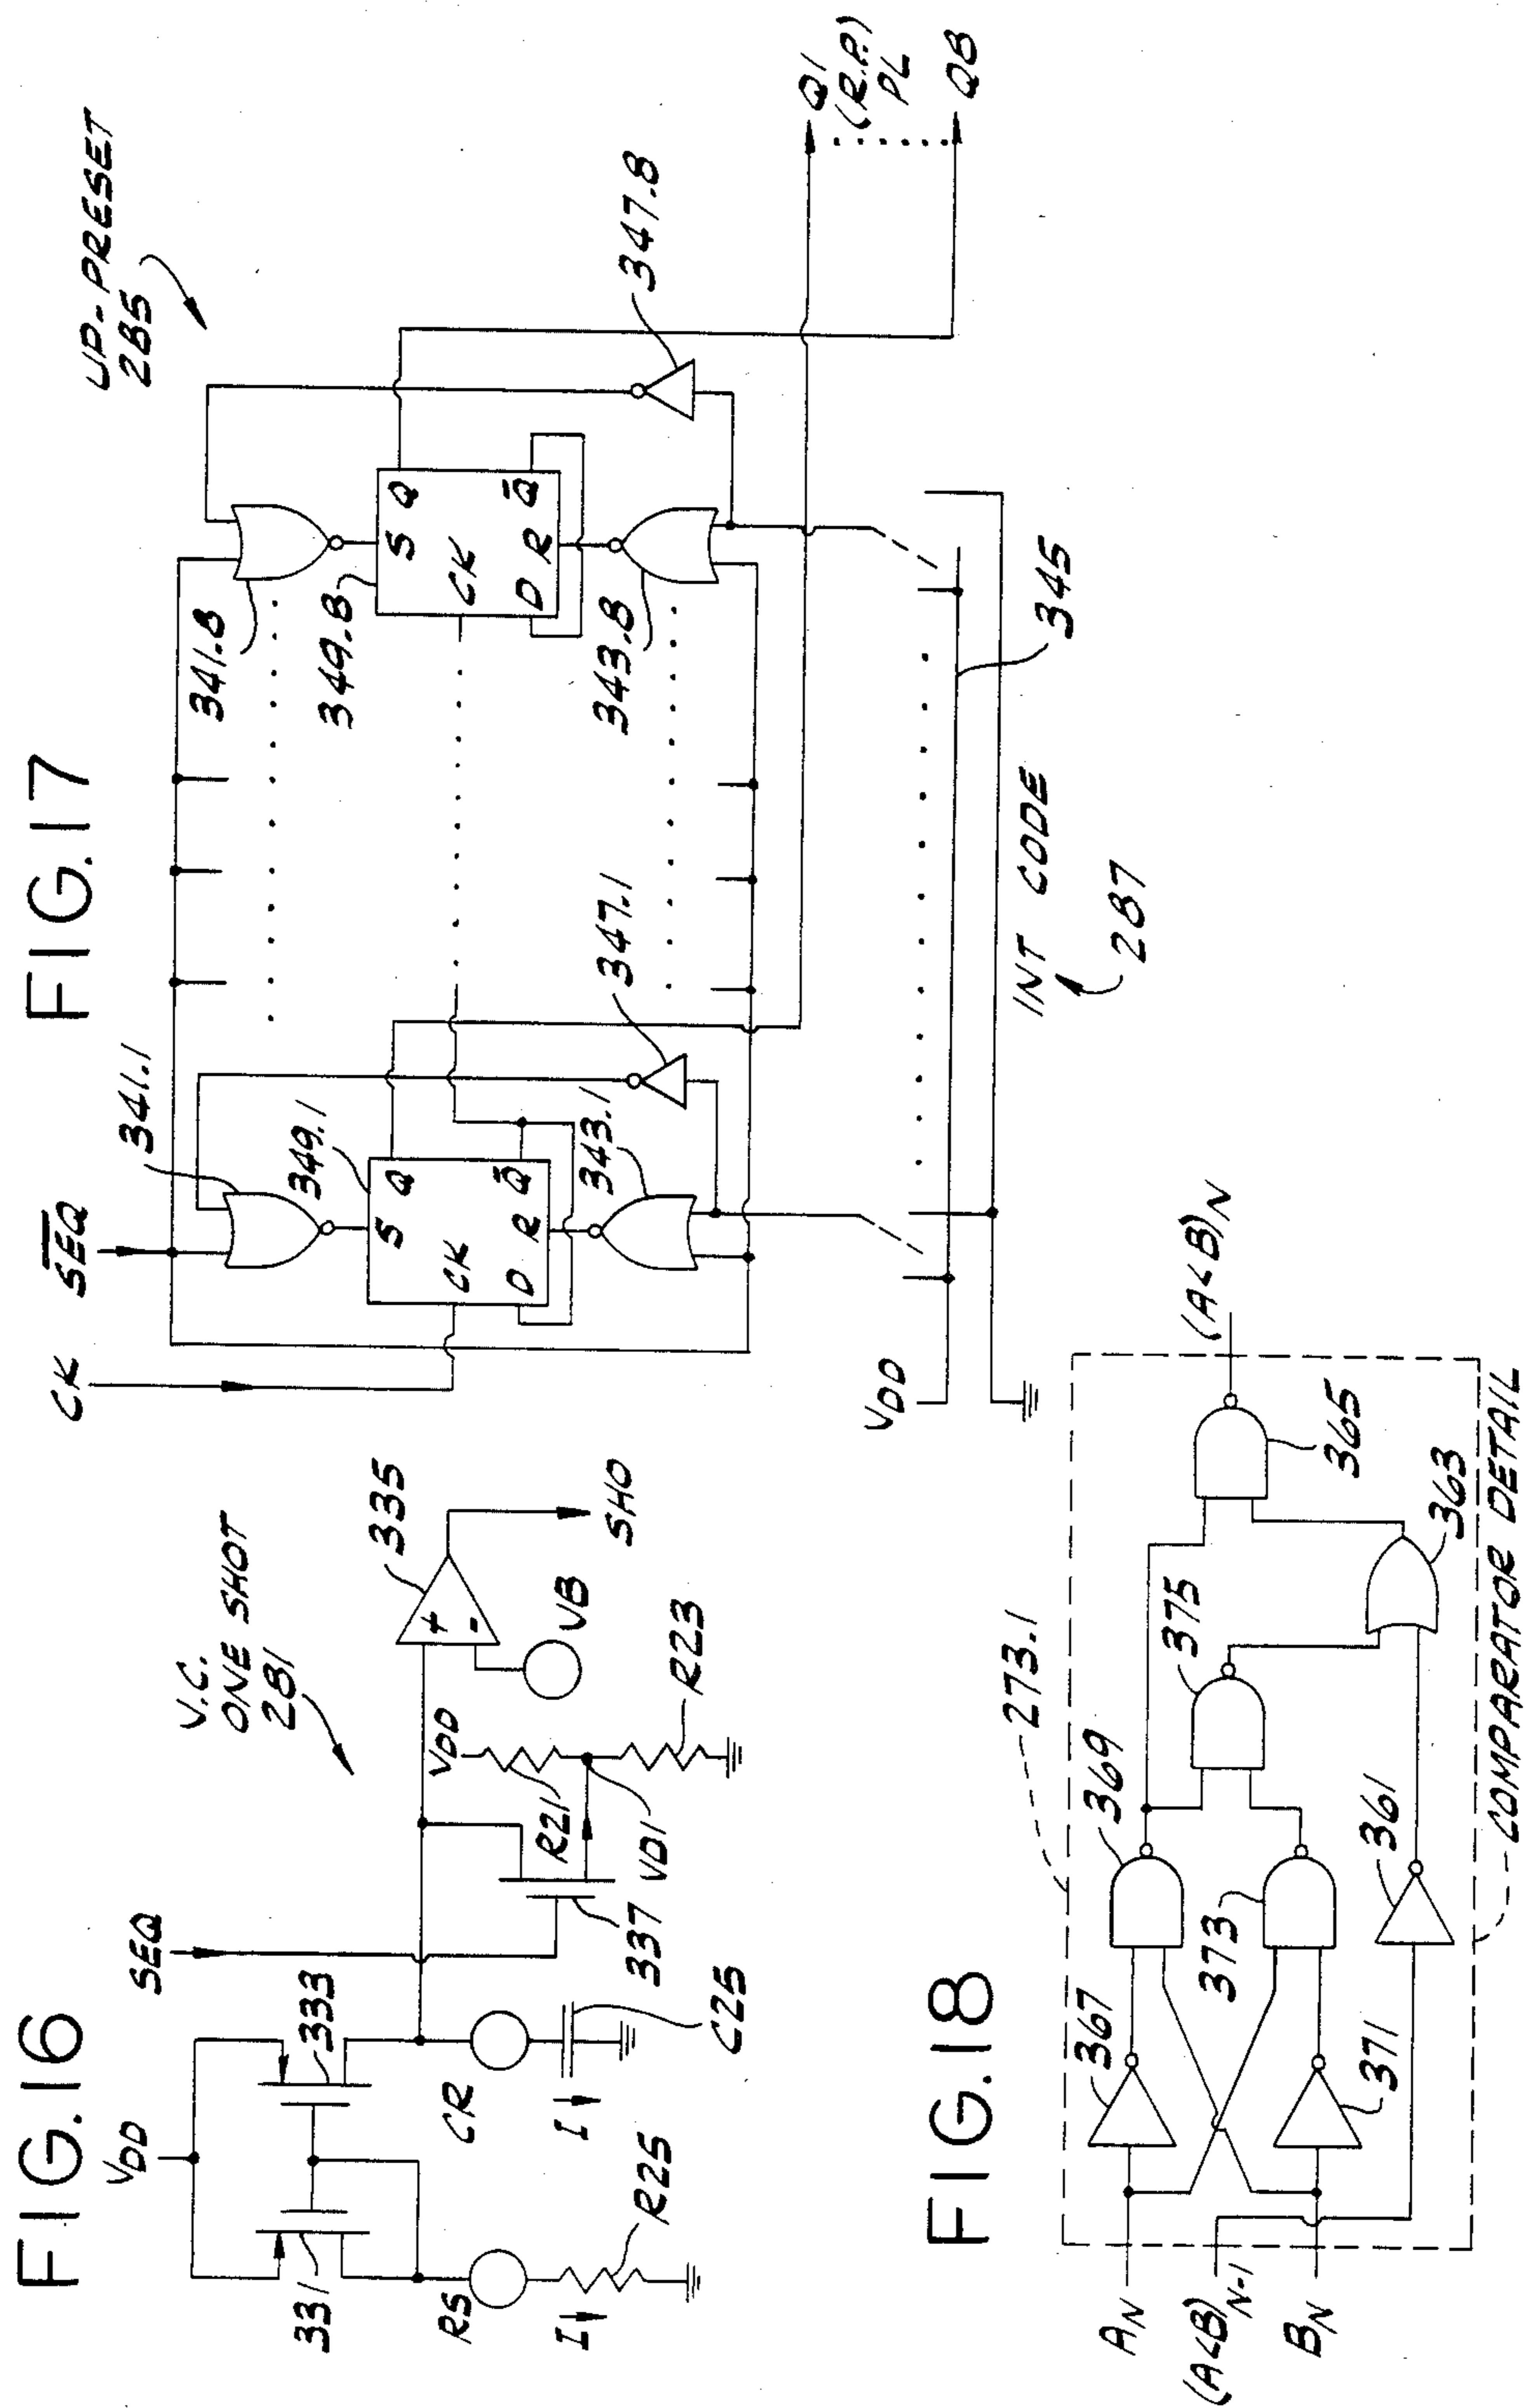 FIG.16
VDD
331
333
SEQ
RS
I
R25
CR
I
C25
337
VD1
R21
VDD
R23
V.C.
ONE SHOT
281
335
+
-
VB
SHO
FIG.17
UP-PRESET
285
CK
SEQ
341.1
349.1
S
Q
CK
D
R
Q
343.1
347.1
341.8
349.8
S
Q
CK
D
R
Q
343.8
347.8
Q1
(R.P.)
PL
Q8
VDD
INT CODE
287
345
FIG.18
AN
(A<B)N-1
BN
367
369
371
373
375
361
363
365
273.1
(A<B)N
COMPARATOR DETAIL